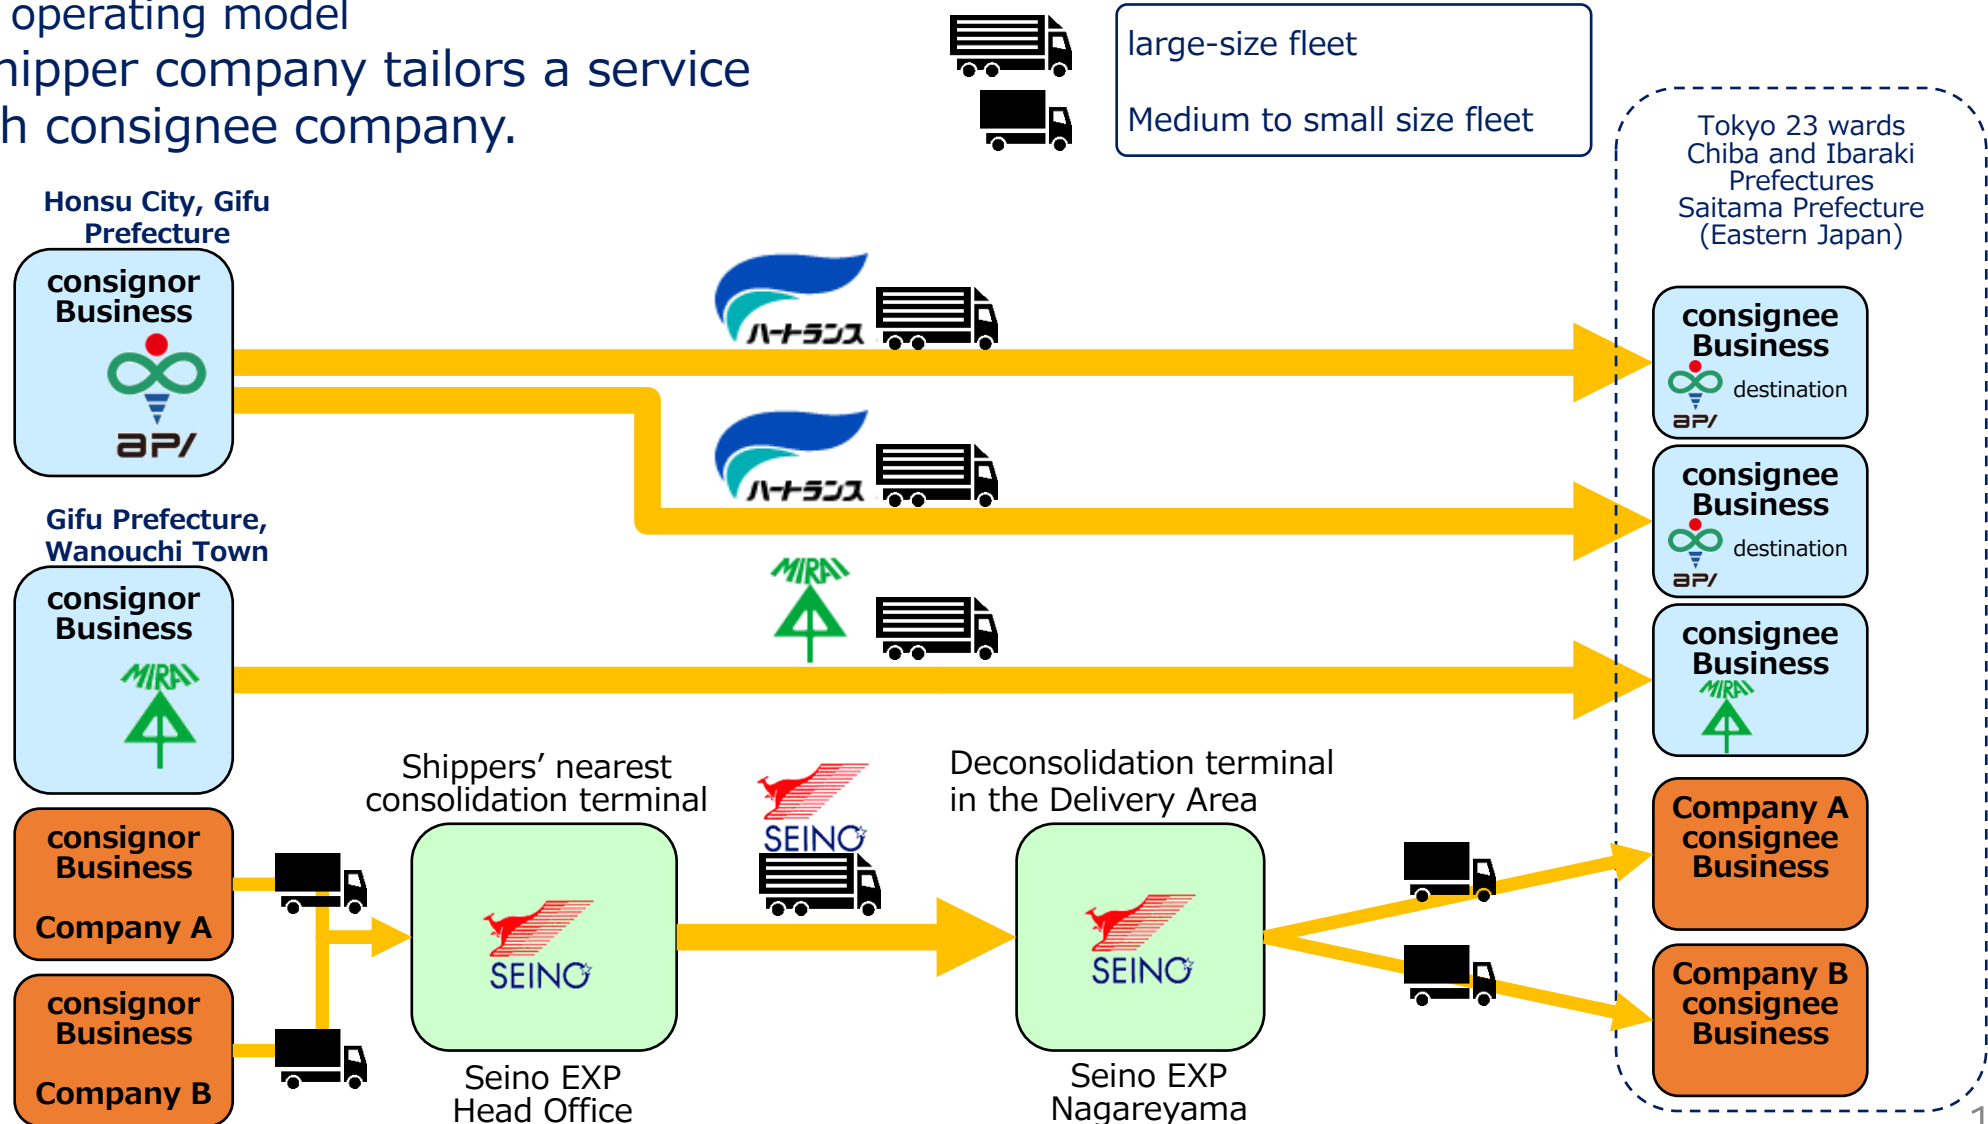 operating model
hipper company tailors a service
h consignee company.
large-size fleet
Medium to small size fleet
Tokyo 23 wards
Chiba and Ibaraki
Prefectures
Saitama Prefecture
(Eastern Japan)
Honsu City, Gifu
Prefecture
consignor
Business
api
ハートランス
consignee
Business
destination
api
ハートランス
consignee
Business
destination
api
Gifu Prefecture,
Wanouchi Town
consignor
Business
MIRAI
MIRAI
consignee
Business
MIRAI
Shippers’ nearest
consolidation terminal
SEINO
Deconsolidation terminal
in the Delivery Area
consignor
Business
Company A
consignor
Business
Company B
SEINO
Seino EXP
Head Office
SEINO
Seino EXP
Nagareyama
Company A
consignee
Business
Company B
consignee
Business
1